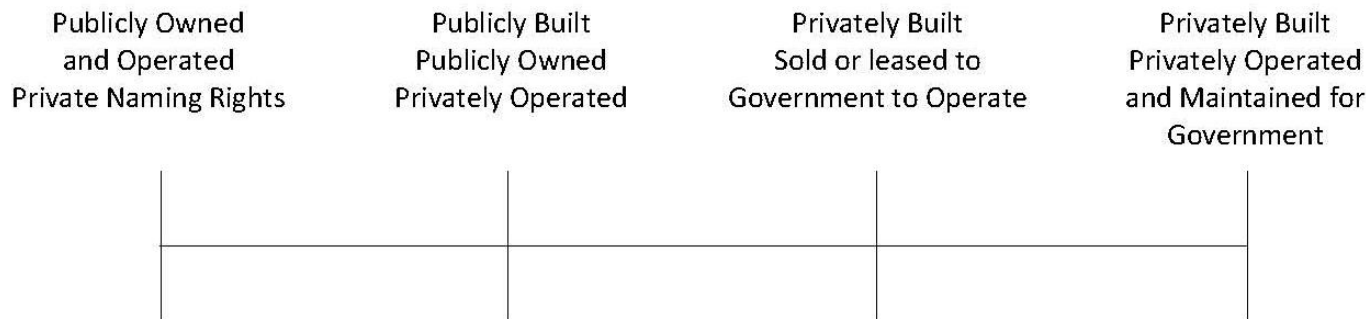 Publicly Owned
and Operated
Private Naming Rights
Publicly Built
Publicly Owned
Privately Operated
Privately Built
Sold or leased to
Government to Operate
Privately Built
Privately Operated
and Maintained for
Government